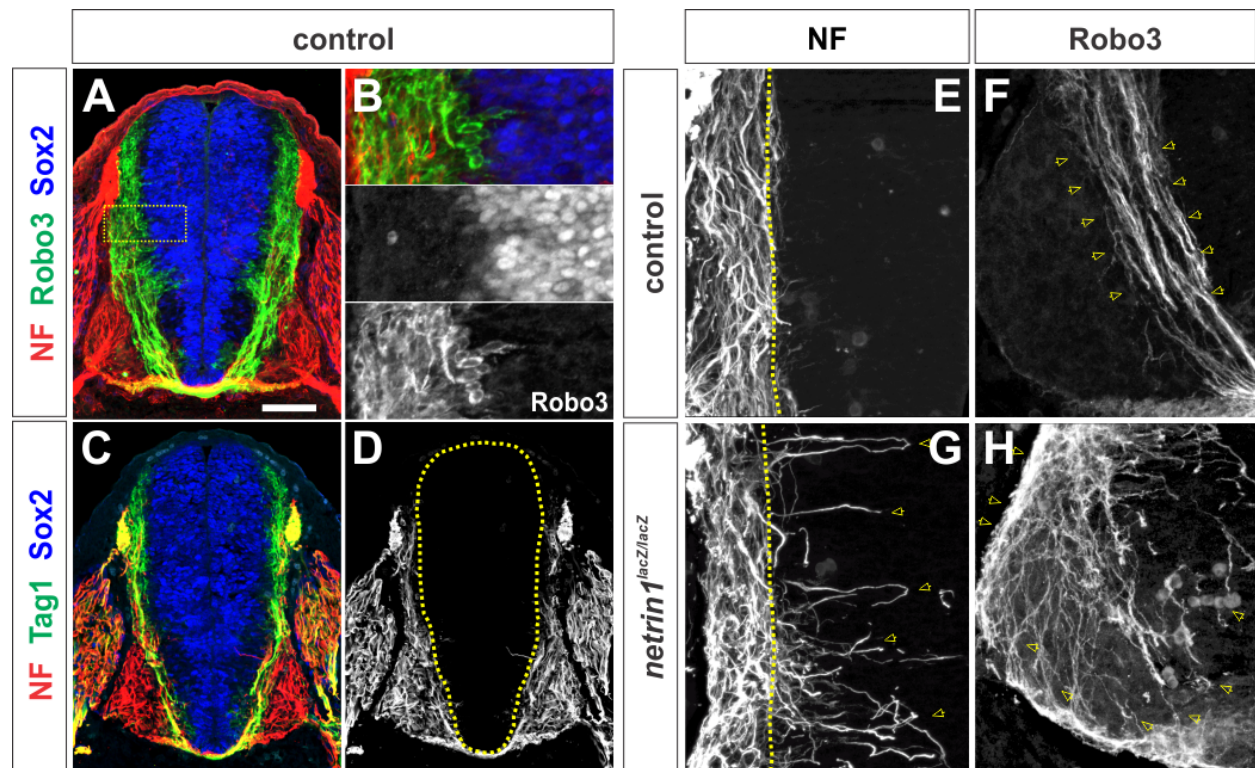 control
NF
Robo3
NF Robo3 Sox2
A
B
Robo3
control
E
F
NF Tag1 Sox2
C
D
netrin1lacZ/lacZ
G
H